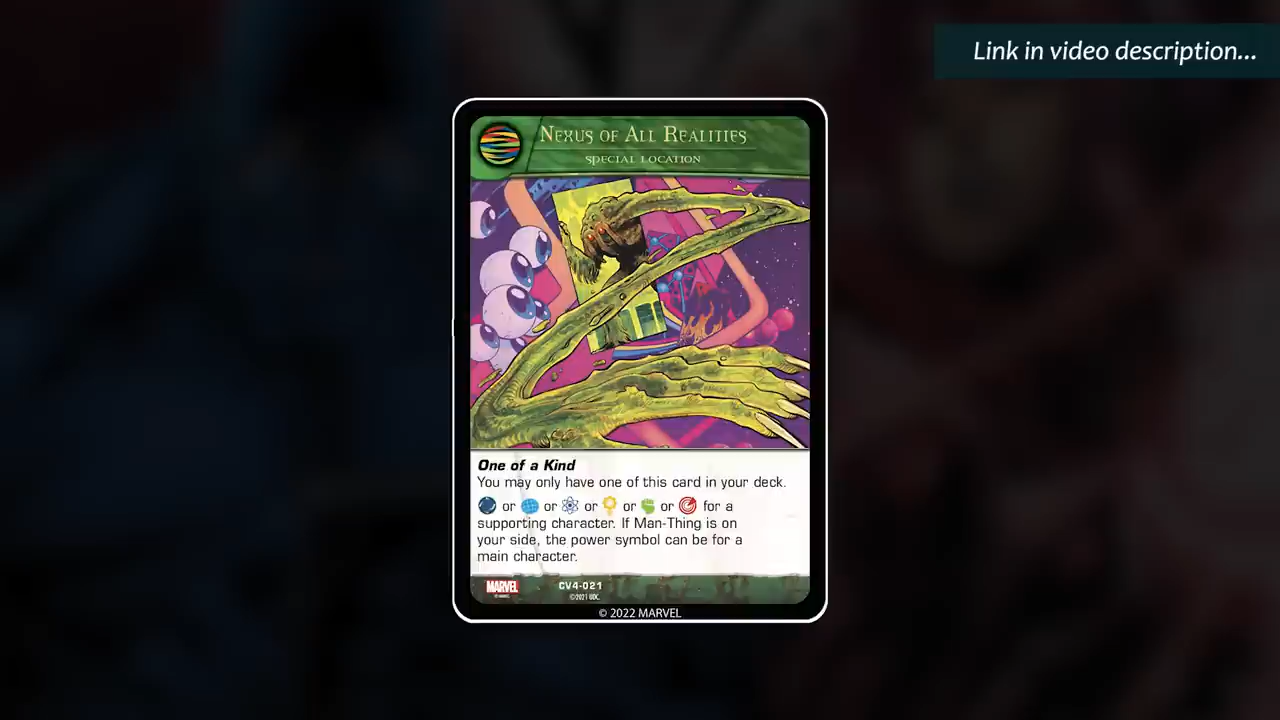 Link in video description...
Nexus of All Realities
Special Location
One of a Kind
You may only have one of this card in your deck.
or or or or or for a
supporting character. If Man-Thing is on
your side, the power symbol can be for a
main character.
MARVEL
CV4-021
©2021 UDC
© 2022 MARVEL